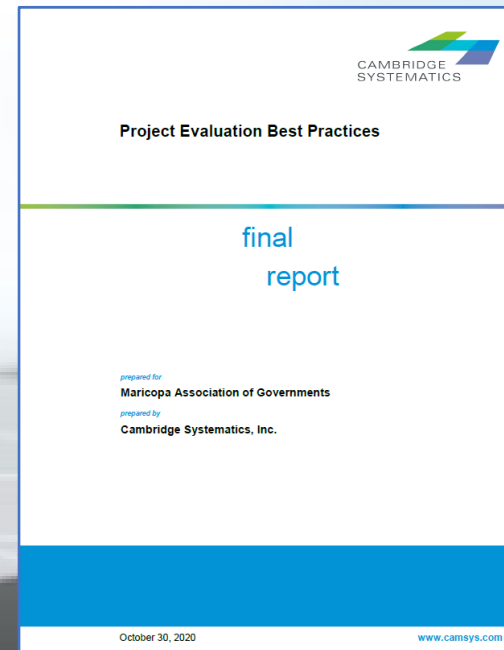 CAMBRIDGE
SYSTEMATICS
Project Evaluation Best Practices
final
report
prepared for
Maricopa Association of Governments
prepared by
Cambridge Systematics, Inc.
October 30, 2020
www.camsys.com